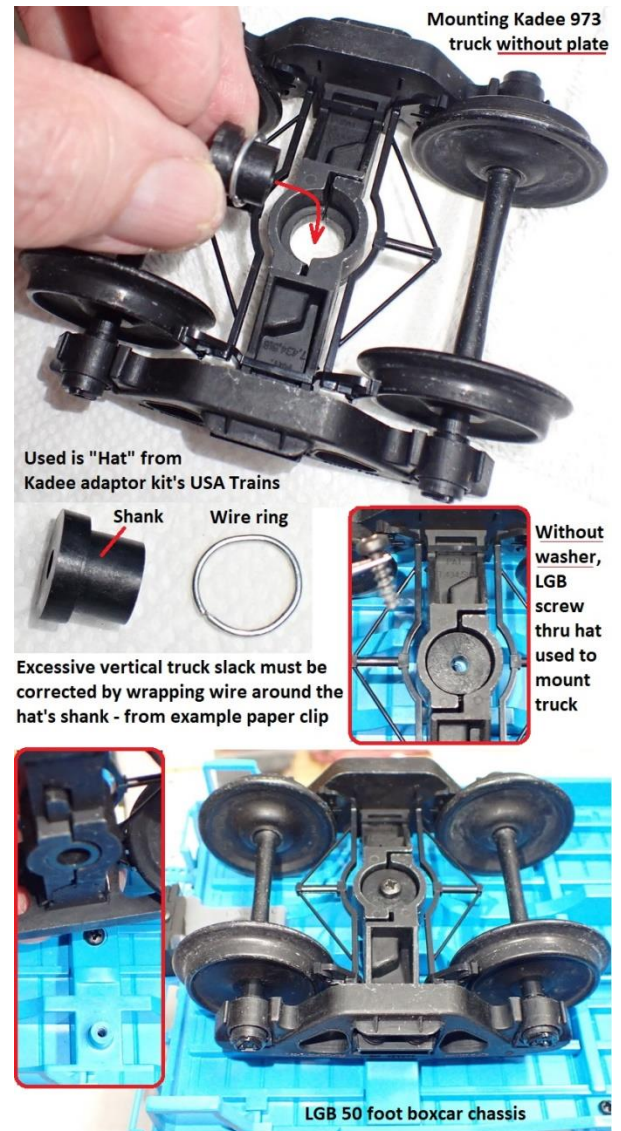 Mounting Kadee 973
truck without plate
Used is "Hat" from
Kadee adaptor kit's USA Trains
Shank
Wire ring
Without
washer,
LGB
screw
thru hat
used to
mount
truck
Excessive vertical truck slack must be
corrected by wrapping wire around the
hat's shank - from example paper clip
LGB 50 foot boxcar chassis